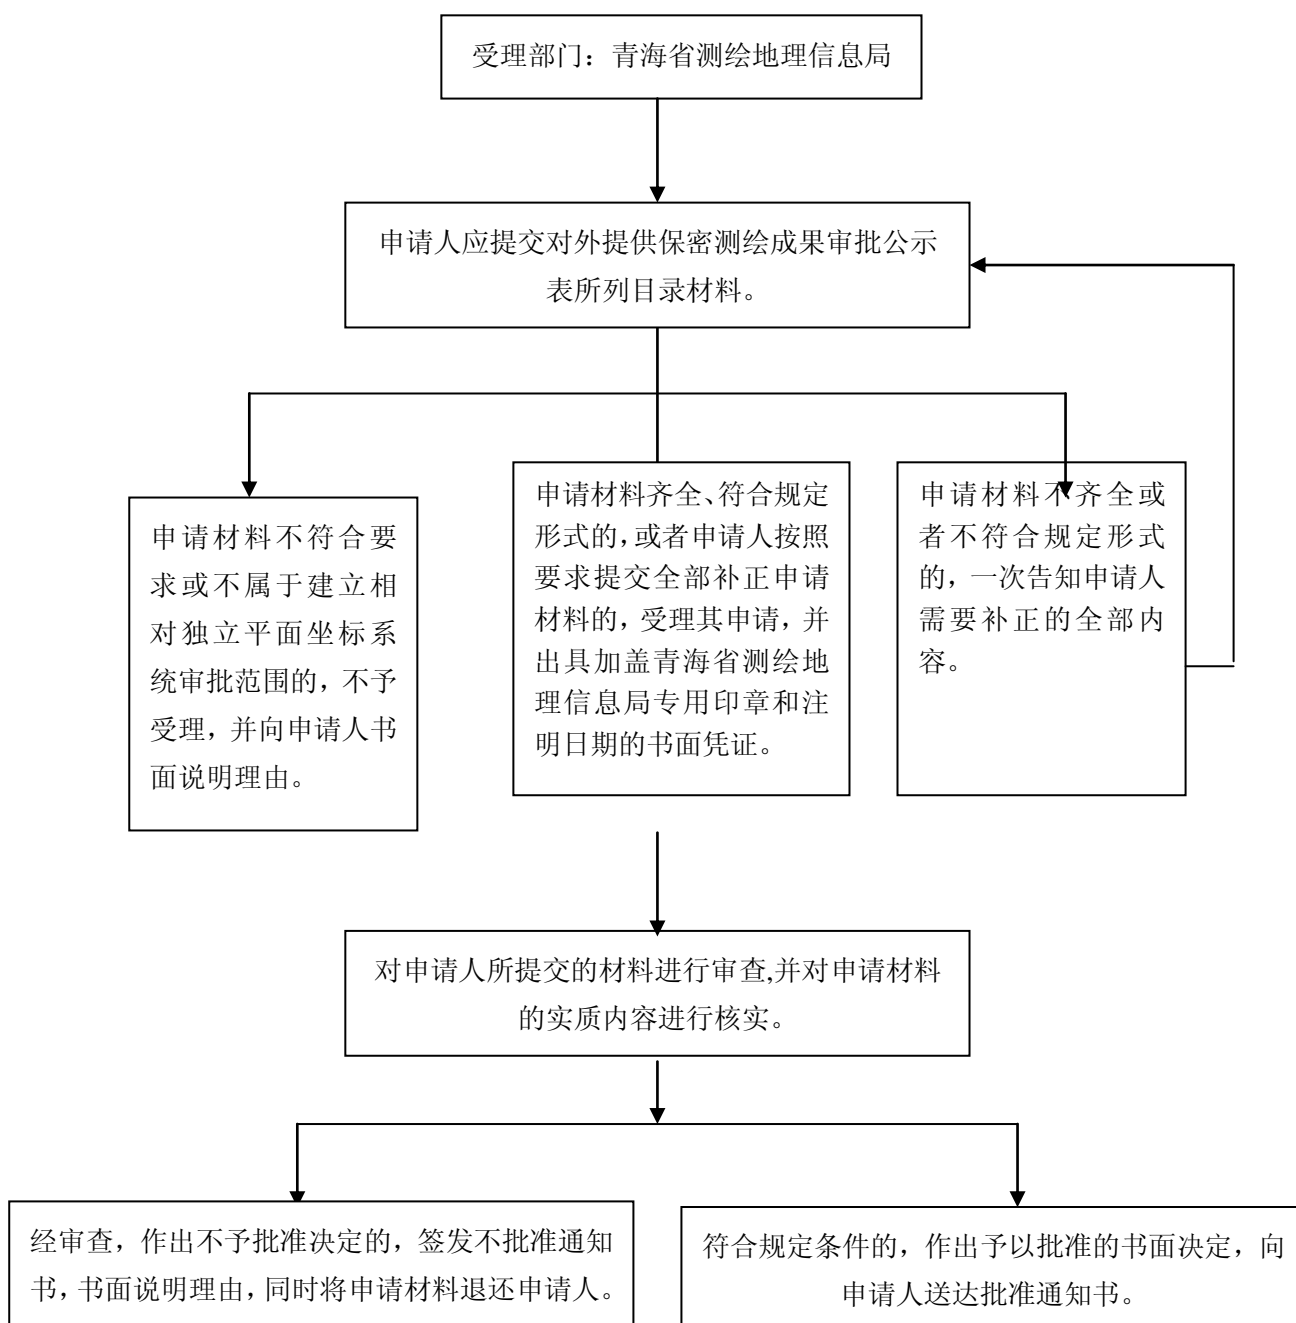 受理部门：青海省测绘地理信息局
申请人应提交对外提供保密测绘成果审批公示
表所列目录材料。
申请材料不符合要
求或不属于建立相
对独立平面坐标系
统审批范围的，不予
受理，并向申请人书
面说明理由。
申请材料齐全、符合规定
形式的，或者申请人按照
要求提交全部补正申请
材料的，受理其申请，并
出具加盖青海省测绘地
理信息局专用印章和注
明日期的书面凭证。
申请材料不齐全或
者不符合规定形式
的，一次告知申请人
需要补正的全部内
容。
对申请人所提交的材料进行审查,并对申请材料
的实质内容进行核实。
经审查，作出不予批准决定的，签发不批准通知
书，书面说明理由，同时将申请材料退还申请人。
符合规定条件的，作出予以批准的书面决定，向
申请人送达批准通知书。